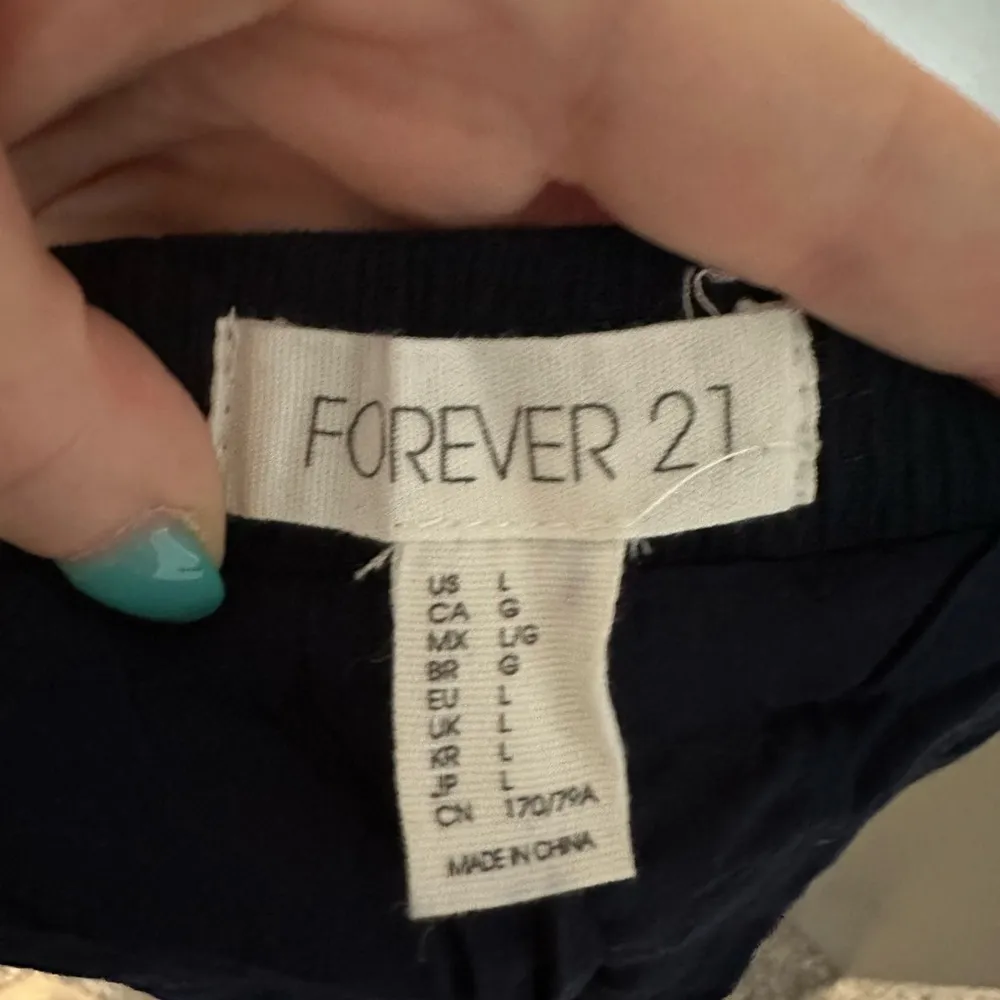 FOREVER 21
US L
CA G
MX L/G
BR G
EU L
UK L
KR L
JP L
CN 170/79A
MADE IN CHINA